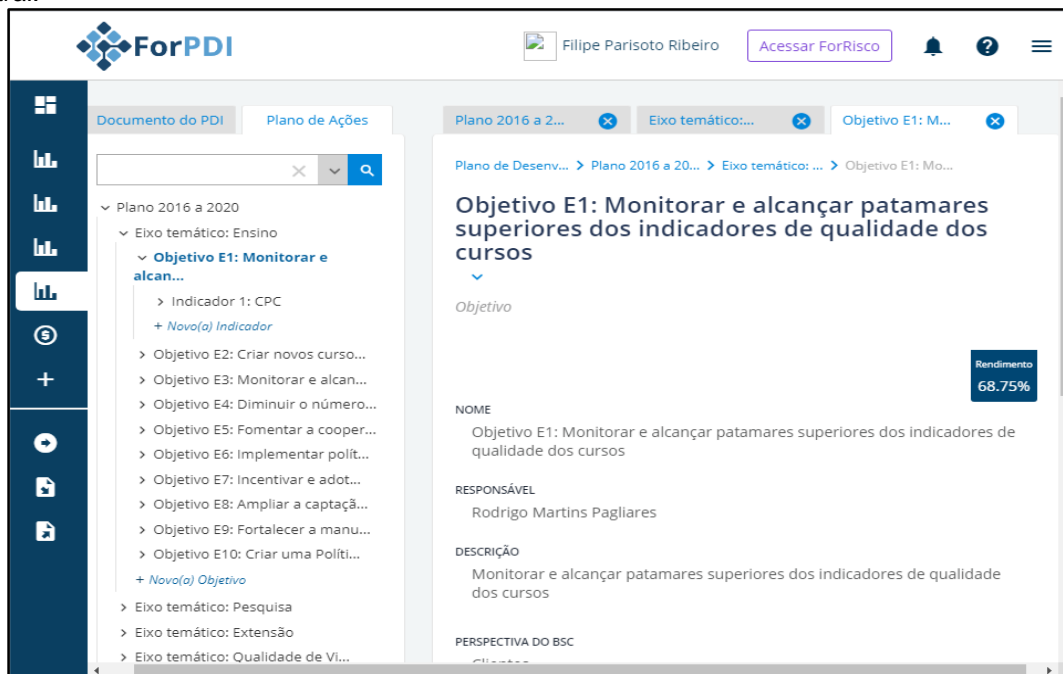 ForPDI
Filipe Parisoto Ribeiro
Acessar ForRisco
Documento do PDI
Plano de Ações
Plano 2016 a 2020
Eixo temático: Ensino
Objetivo E1: Monitorar e
alcan...
Indicador 1: CPC
+ Novo(a) Indicador
Objetivo E2: Criar novos curso...
Objetivo E3: Monitorar e alcan...
Objetivo E4: Diminuir o número...
Objetivo E5: Fomentar a cooper...
Objetivo E6: Implementar polít...
Objetivo E7: Incentivar e adot...
Objetivo E8: Ampliar a captaçã...
Objetivo E9: Fortalecer a manu...
Objetivo E10: Criar uma Políti...
+ Novo(a) Objetivo
Eixo temático: Pesquisa
Eixo temático: Extensão
Eixo temático: Qualidade de Vi...
Plano 2016 a 2...
Eixo temático:...
Objetivo E1: M...
Plano de Desenv... > Plano 2016 a 20... > Eixo temático: ... > Objetivo E1: Mo...
Objetivo E1: Monitorar e alcançar patamares
superiores dos indicadores de qualidade dos
cursos
Objetivo
Rendimento
68.75%
NOME
Objetivo E1: Monitorar e alcançar patamares superiores dos indicadores de
qualidade dos cursos
RESPONSÁVEL
Rodrigo Martins Pagliares
DESCRIÇÃO
Monitorar e alcançar patamares superiores dos indicadores de qualidade
dos cursos
PERSPECTIVA DO BSC